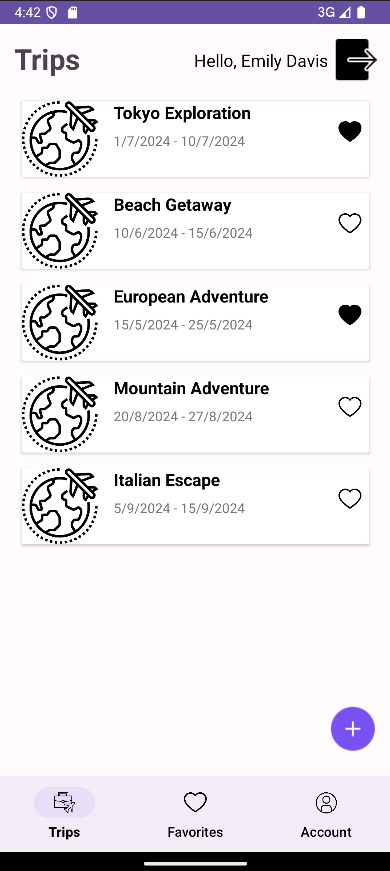 4:42
3G
Trips
Hello, Emily Davis
Tokyo Exploration
1/7/2024 - 10/7/2024
Beach Getaway
10/6/2024 - 15/6/2024
European Adventure
15/5/2024 - 25/5/2024
Mountain Adventure
20/8/2024 - 27/8/2024
Italian Escape
5/9/2024 - 15/9/2024
Trips
Favorites
Account